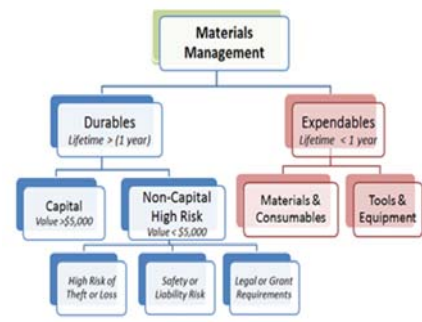 Materials
Management
Durables
Lifetime > (1 year)
Expendables
Lifetime < 1 year
Capital
Value >$5,000
Non-Capital
High Risk
Value < $5,000
Materials &
Consumables
Tools &
Equipment
High Risk of
Theft or Loss
Safety or
Liability Risk
Legal or Grant
Requirements